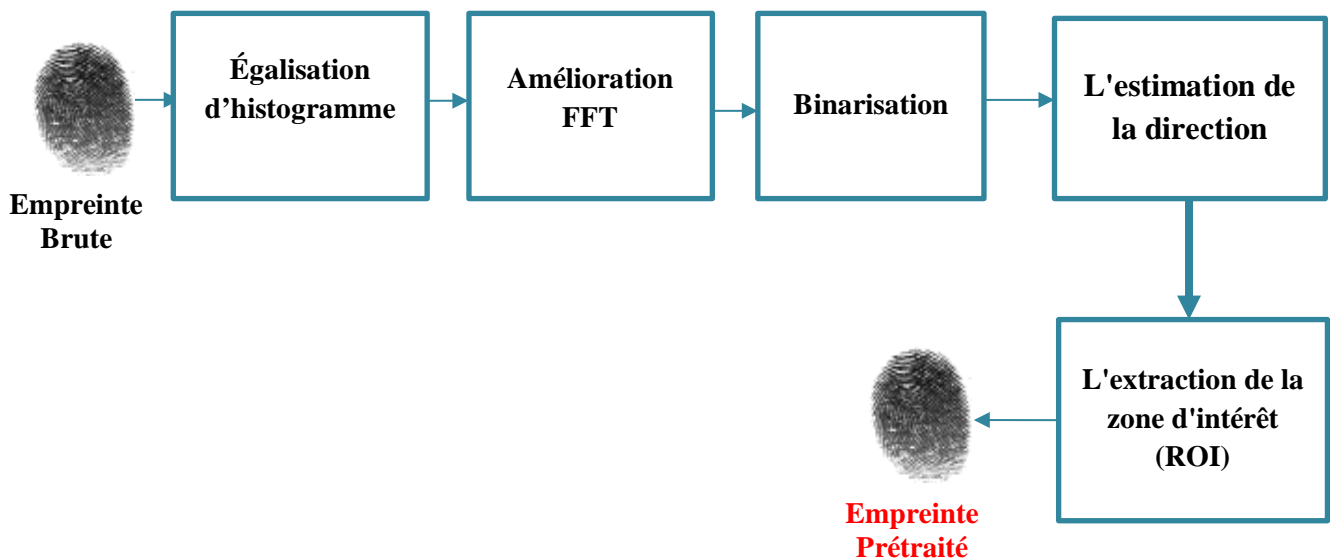 Empreinte
Brute
Égalisation
d’histogramme
Amélioration
FFT
Binarisation
L'estimation de
la direction
L'extraction de la
zone d'intérêt
(ROI)
Empreinte
Prétraité